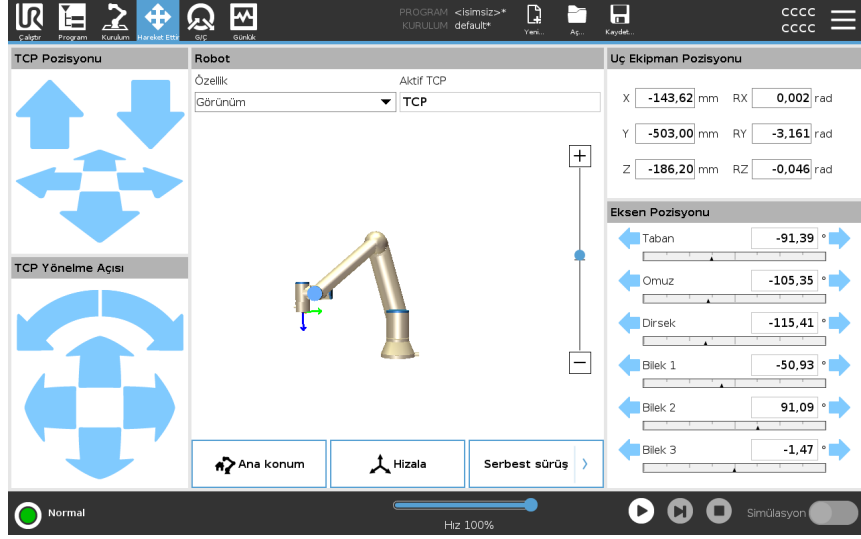 PROGRAM <isimsiz>*
KURULUM default*
CCCC
CCCC
Çalıştır Program Kurulum Hareket Ettir G/Ç Günlük Yeni... Aç... Kaydet...
TCP Pozisyonu
Robot
Özellik Aktif TCP
Görünüm TCP
Uç Ekipman Pozisyonu
X -143,62 mm RX 0,002 rad
Y -503,00 mm RY -3,161 rad
Z -186,20 mm RZ -0,046 rad
Eksen Pozisyonu
Taban -91,39 °
Omuz -105,35 °
Dirsek -115,41 °
Bilek 1 -50,93 °
Bilek 2 91,09 °
Bilek 3 -1,47 °
TCP Yönelme Açısı
Ana konum Hizala Serbest sürüş
Normal
Hız 100%
Simülasyon